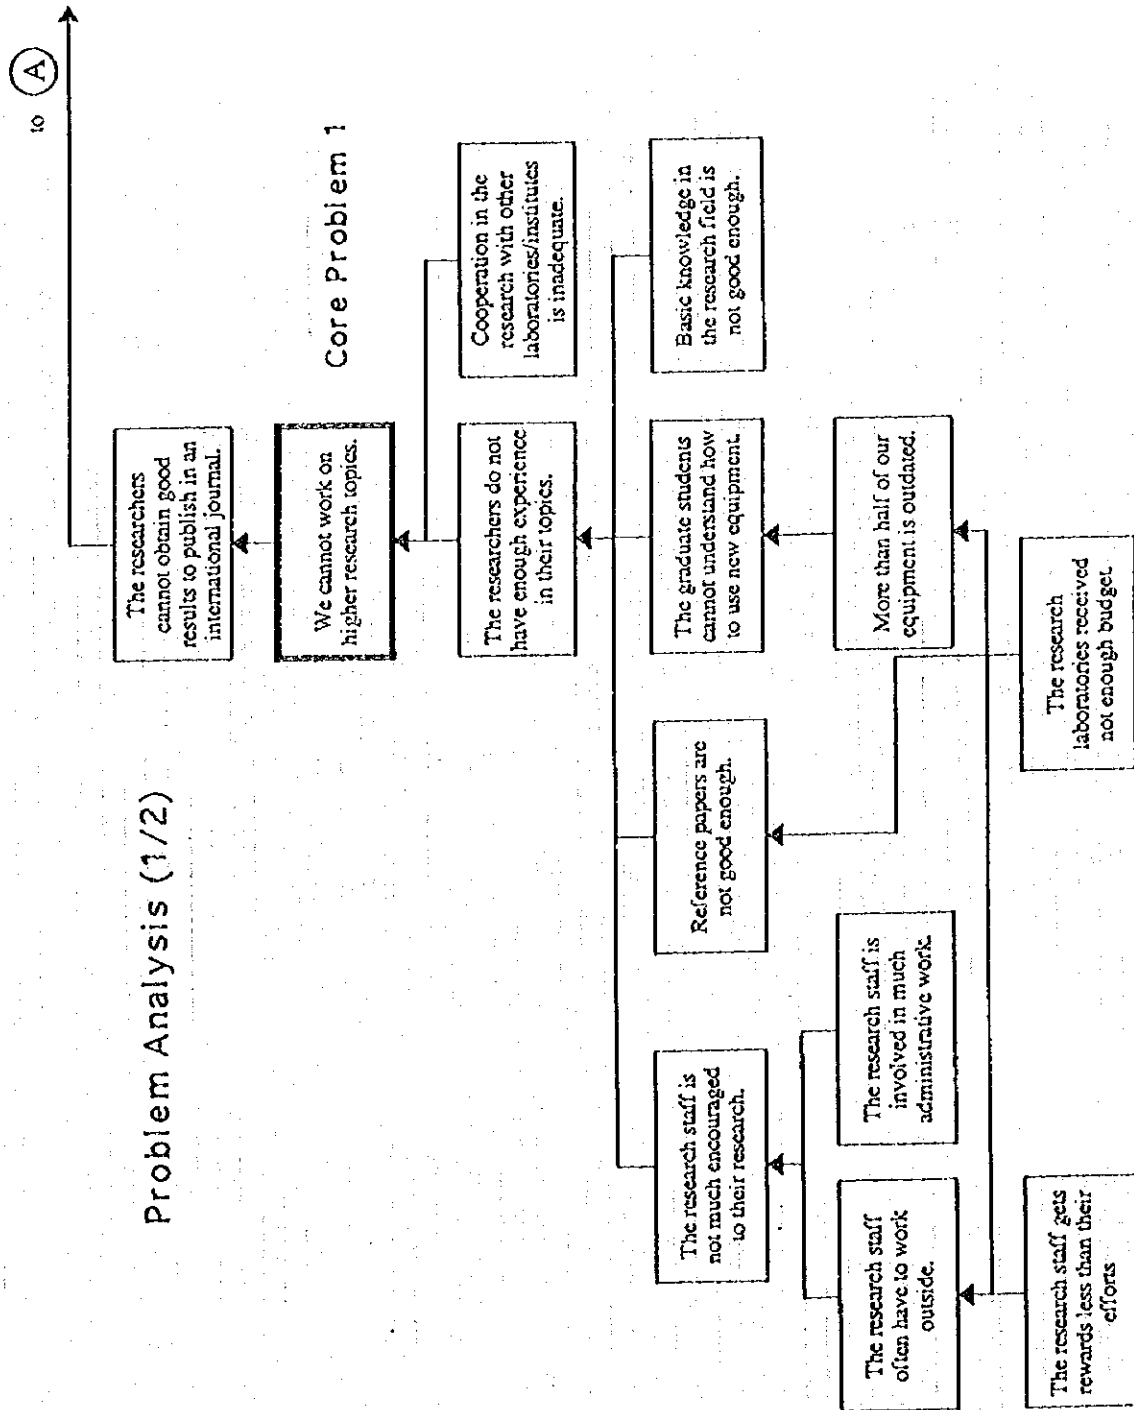 Problem Analysis (1/2)
to A
The researchers
cannot obtain good
results to publish in an
international journal.
We cannot work on
higher research topics.
Core Problem 1
The researchers do not
have enough experience
in their topics.
Cooperation in the
research with other
laboratories/institutes
is inadequate.
The research staff is
not much encouraged
to their research.
Reference papers are
not good enough.
The graduate students
cannot understand how
to use new equipment.
Basic knowledge in
the research field is
not good enough.
The research staff
often have to work
outside.
The research staff is
involved in much
administrative work.
More than half of our
equipment is outdated.
The research staff gets
rewards less than their
efforts
The research
laboratories received
not enough budget.